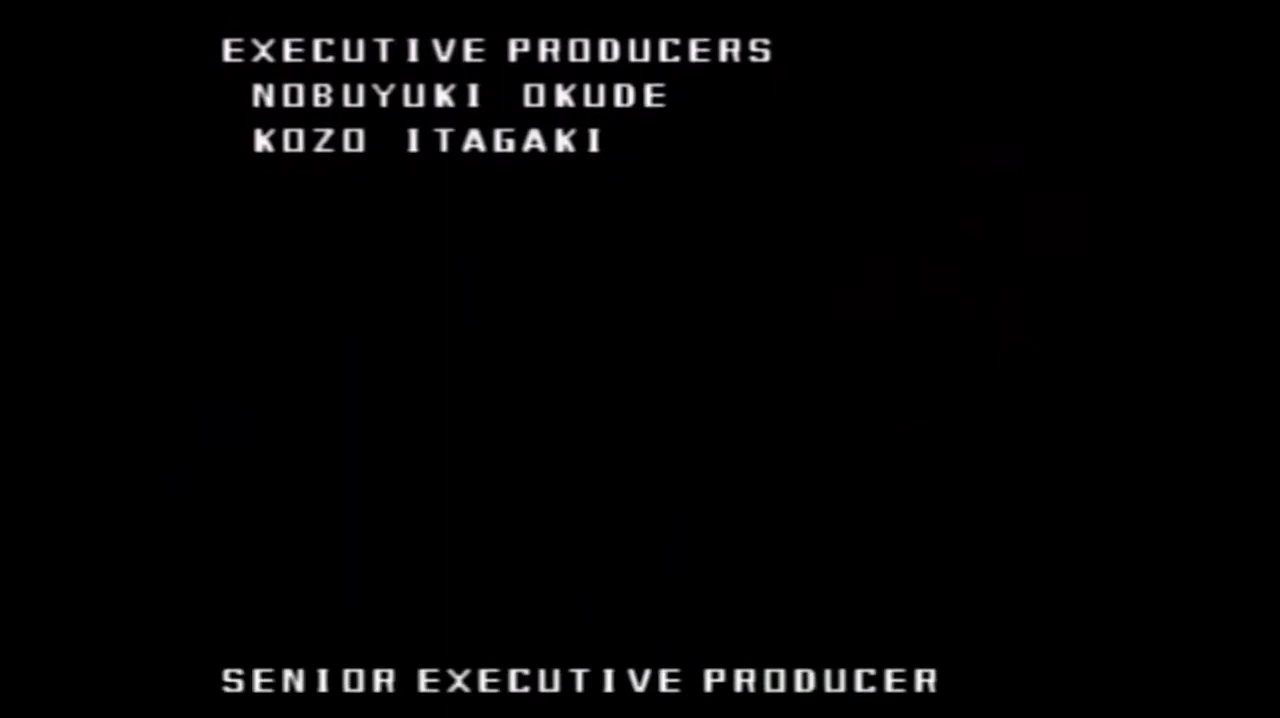 EXECUTIVE PRODUCERS
NOBUYUKI OKUDE
KOZO ITAGAKI
SENIOR EXECUTIVE PRODUCER